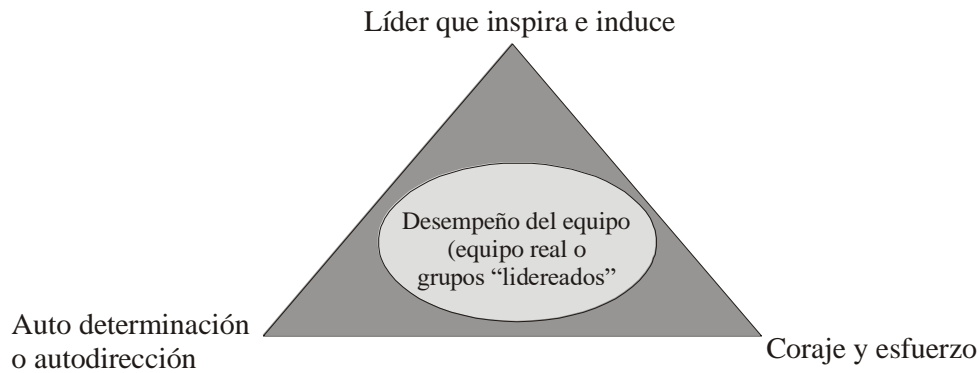 Líder que inspira e induce
Desempeño del equipo
(equipo real o
grupos “lidereados“
Auto determinación
o autodirección
Coraje y esfuerzo